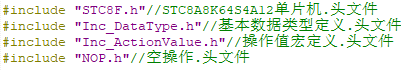 #include "STC8F.h"//STC8A8K64S4A12单片机.头文件
#include "Inc_DataType.h"//基本数据类型定义.头文件
#include "Inc_ActionValue.h"//操作值宏定义.头文件
#include "NOP.h"//空操作.头文件